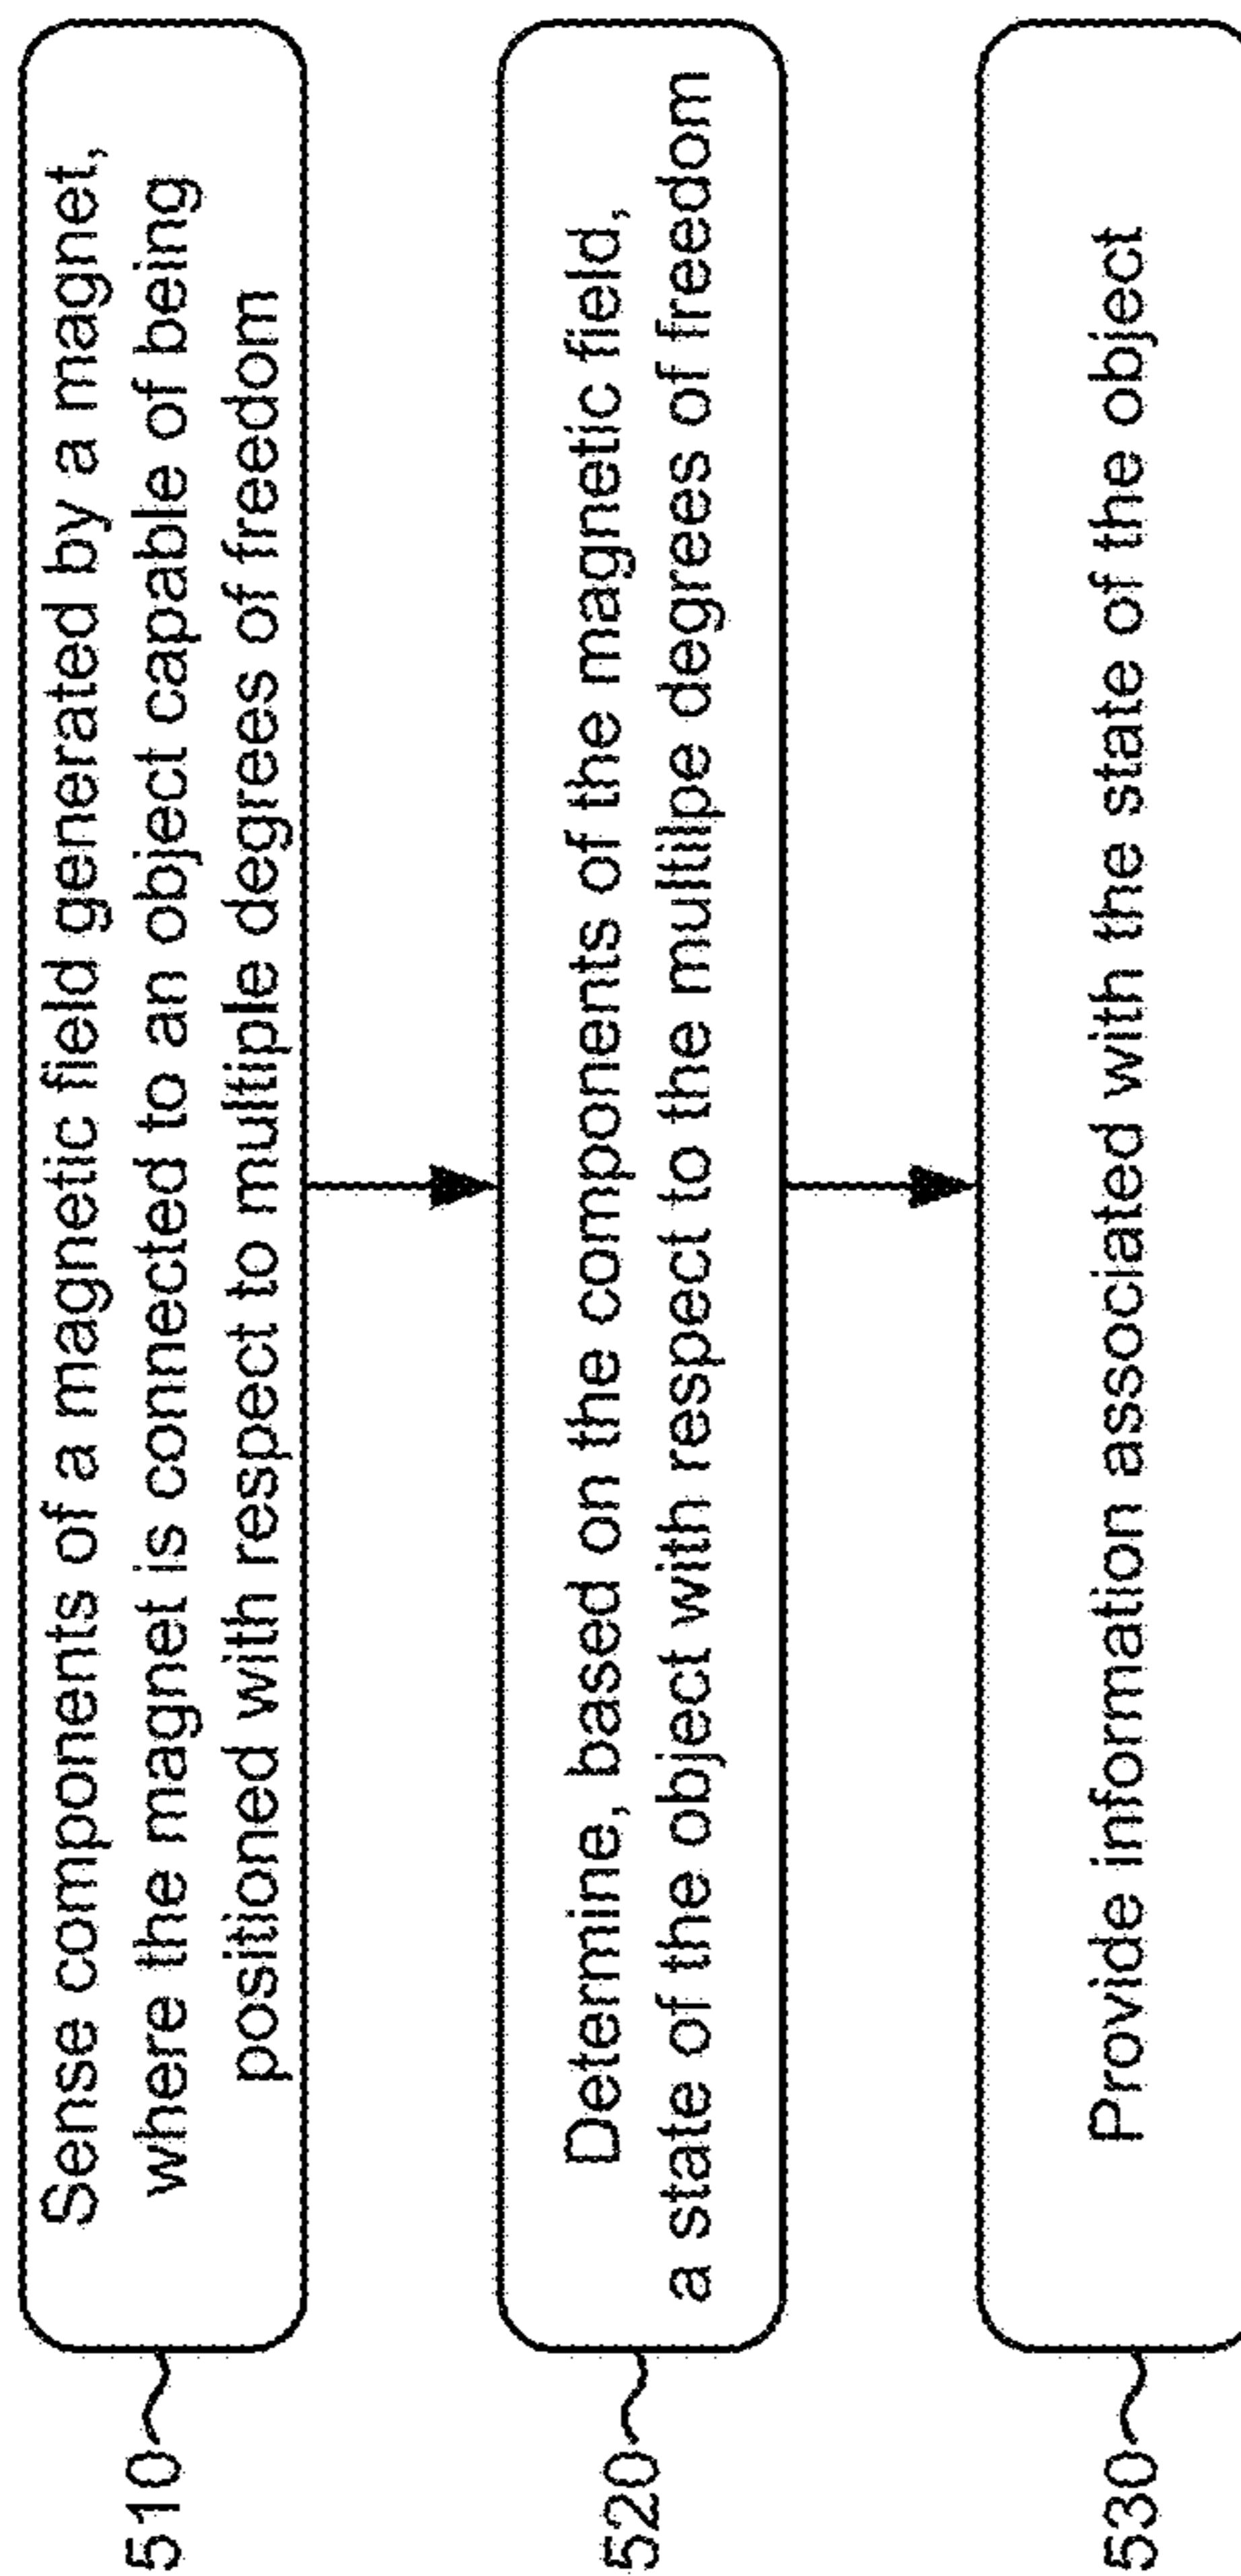 510
Sense components of a magnetic field generated by a magnet,
where the magnet is connected to an object capable of being
positioned with respect to multiple degrees of freedom
520
Determine, based on the components of the magnetic field,
a state of the object with respect to the mulitlpe degrees of freedom
530
Provide information associated with the state of the object